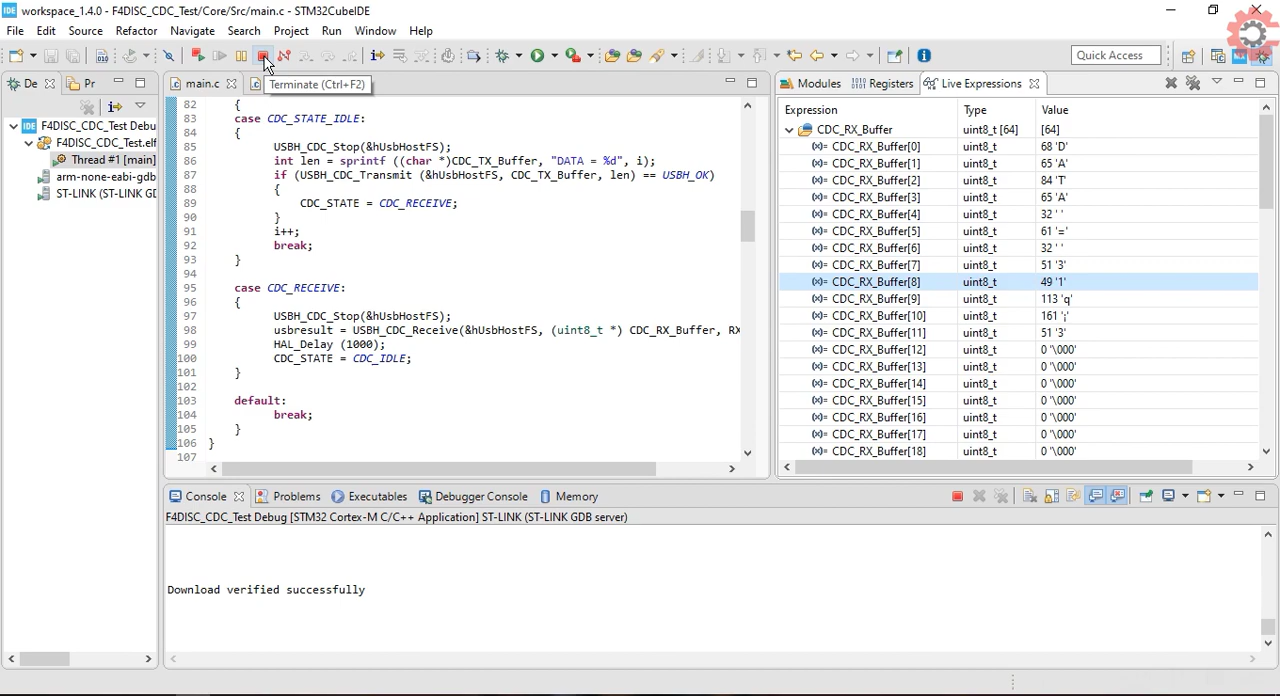 workspace_1.4.0 - F4DISC_CDC_Test/Core/Src/main.c - STM32CubeIDE
File Edit Source Refactor Navigate Search Project Run Window Help
Quick Access
De Pr main.c Terminate (Ctrl+F2) Modules Registers Live Expressions
F4DISC_CDC_Test Debu
F4DISC_CDC_Test.elf
Thread #1 [main]
arm-none-eabi-gdb
ST-LINK (ST-LINK GDB
82 {
83 case CDC_STATE_IDLE:
84 {
85 USBH_CDC_Stop(&hUsbHostFS);
86 int len = sprintf ((char *)CDC_TX_Buffer, "DATA = %d", i);
87 if (USBH_CDC_Transmit (&hUsbHostFS, CDC_TX_Buffer, len) == USBH_OK)
88 {
89 CDC_STATE = CDC_RECEIVE;
90 }
91 i++;
92 break;
93 }
94
95 case CDC_RECEIVE:
96 {
97 USBH_CDC_Stop(&hUsbHostFS);
98 usbresult = USBH_CDC_Receive(&hUsbHostFS, (uint8_t *) CDC_RX_Buffer, RX
99 HAL_Delay (1000);
100 CDC_STATE = CDC_IDLE;
101 }
102
103 default:
104 break;
105 }
106 }
107
Expression Type Value
CDC_RX_Buffer uint8_t [64] [64]
CDC_RX_Buffer[0] uint8_t 68 'D'
CDC_RX_Buffer[1] uint8_t 65 'A'
CDC_RX_Buffer[2] uint8_t 84 'T'
CDC_RX_Buffer[3] uint8_t 65 'A'
CDC_RX_Buffer[4] uint8_t 32 ' '
CDC_RX_Buffer[5] uint8_t 61 '='
CDC_RX_Buffer[6] uint8_t 32 ' '
CDC_RX_Buffer[7] uint8_t 51 '3'
CDC_RX_Buffer[8] uint8_t 49 '1'
CDC_RX_Buffer[9] uint8_t 113 'q'
CDC_RX_Buffer[10] uint8_t 161 '¡'
CDC_RX_Buffer[11] uint8_t 51 '3'
CDC_RX_Buffer[12] uint8_t 0 '\000'
CDC_RX_Buffer[13] uint8_t 0 '\000'
CDC_RX_Buffer[14] uint8_t 0 '\000'
CDC_RX_Buffer[15] uint8_t 0 '\000'
CDC_RX_Buffer[16] uint8_t 0 '\000'
CDC_RX_Buffer[17] uint8_t 0 '\000'
CDC_RX_Buffer[18] uint8_t 0 '\000'
Console Problems Executables Debugger Console Memory
F4DISC_CDC_Test Debug [STM32 Cortex-M C/C++ Application] ST-LINK (ST-LINK GDB server)
Download verified successfully